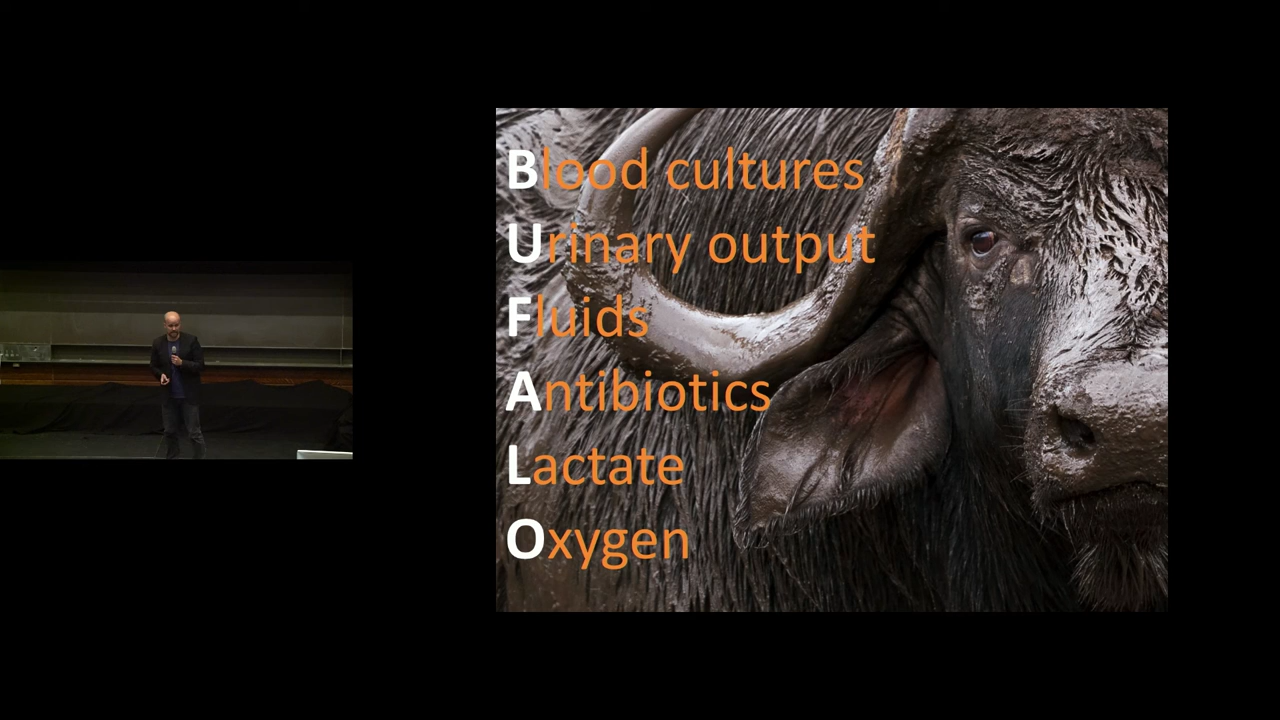 Blood cultures
Urinary output
Fluids
Antibiotics
Lactate
Oxygen